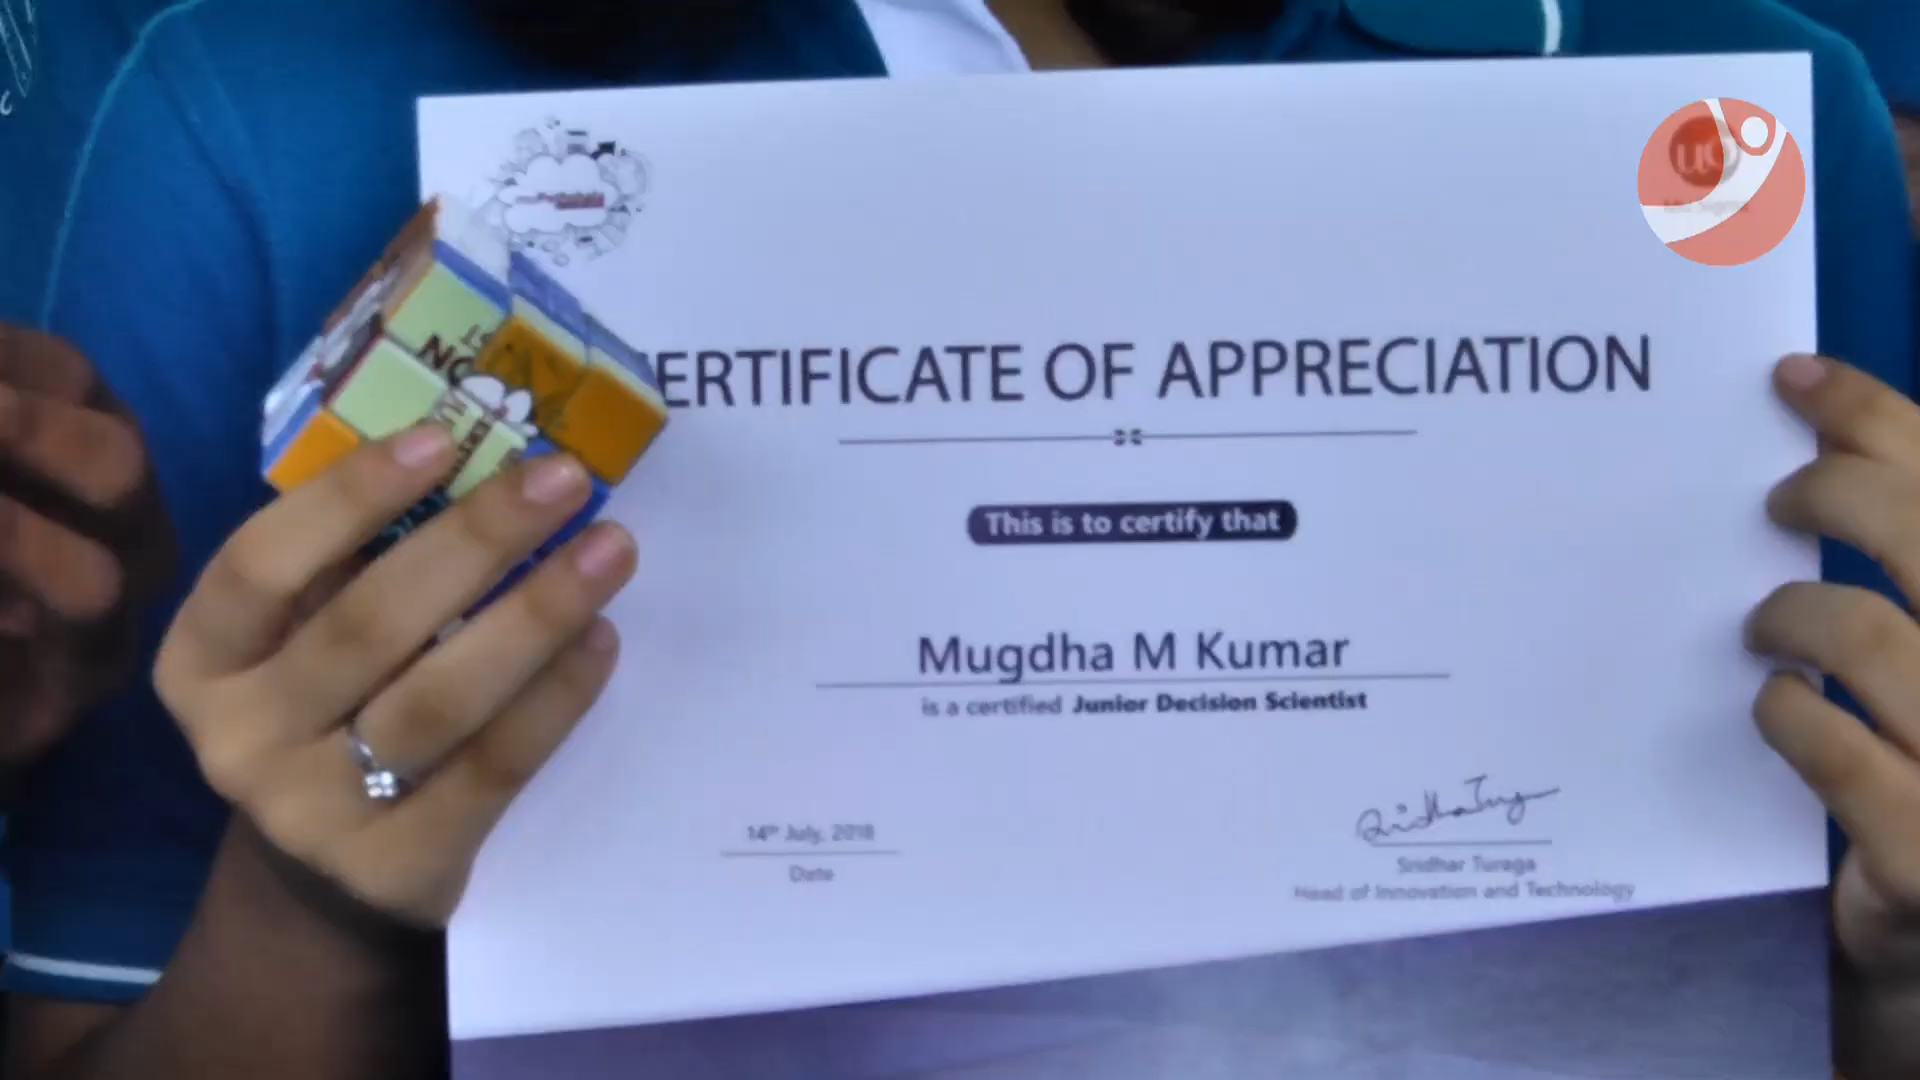 ERTIFICATE OF APPRECIATION
This is to certify that
Mugdha M Kumar
is a certified Junior Decision Scientist
14th July, 2018
Date
Sridhar Turaga
Head of Innovation and Technology
ON